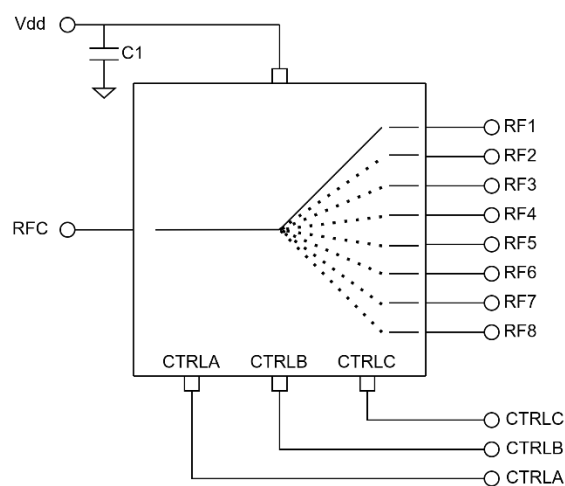 Vdd
C1
RF1
RF2
RF3
RF4
RFC
RF5
RF6
RF7
RF8
CTRLA CTRLB CTRLC
CTRLC
CTRLB
CTRLA